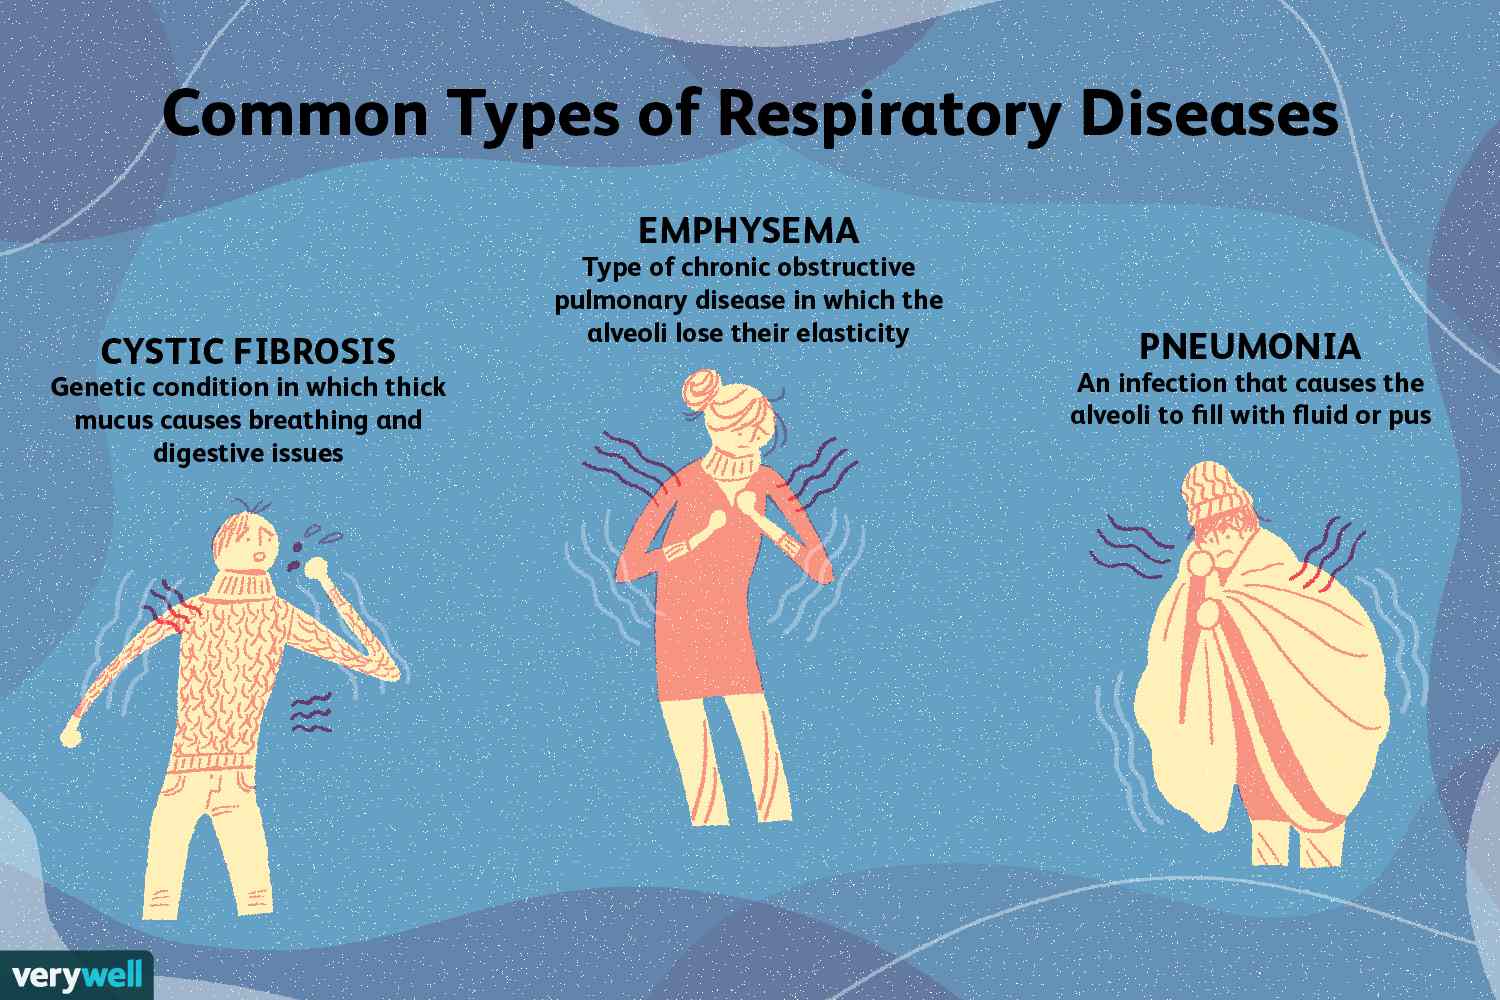 Common Types of Respiratory Diseases
EMPHYSEMA
Type of chronic obstructive
pulmonary disease in which the
alveoli lose their elasticity
CYSTIC FIBROSIS
Genetic condition in which thick
mucus causes breathing and
digestive issues
PNEUMONIA
An infection that causes the
alveoli to fill with fluid or pus
verywell